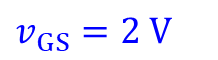 v_GS = 2 V